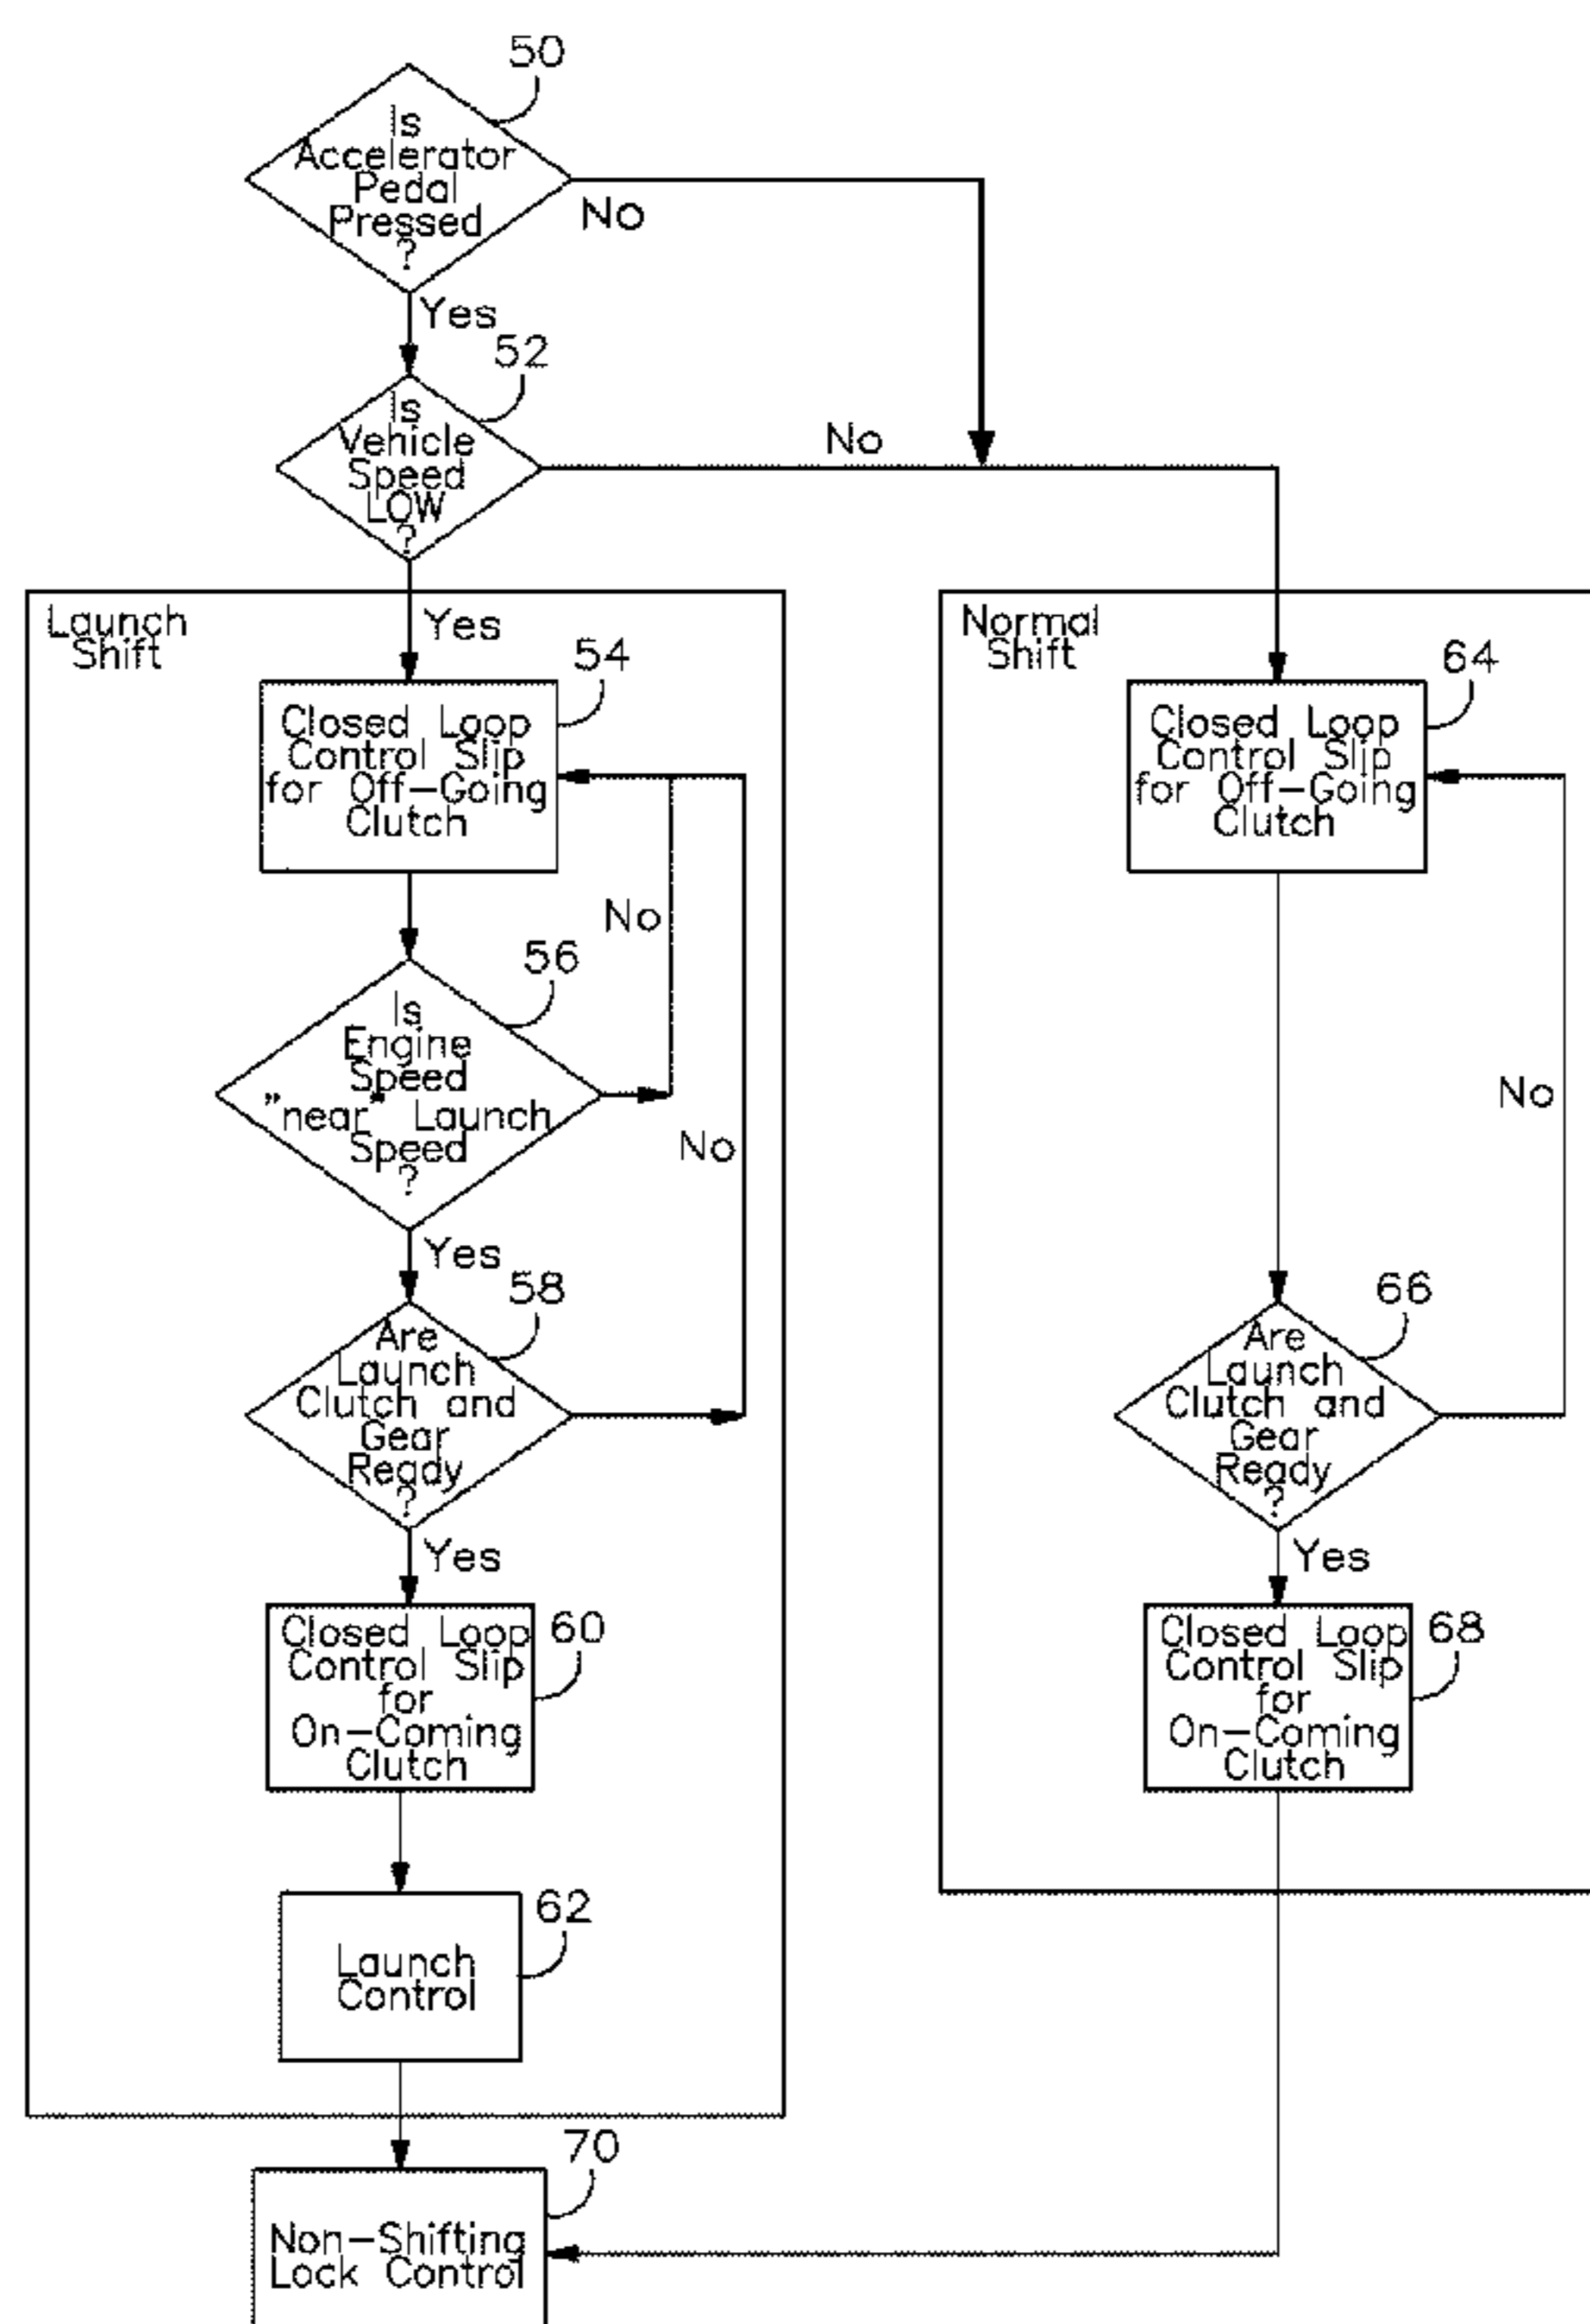 50
Is
Accelerator
Pedal
Pressed
?
No
Yes
52
Is
Vehicle
Speed
LOW
?
No
Launch
Shift
Yes
54
Closed Loop
Control Slip
for Off-Going
Clutch
No
56
Is
Engine
Speed
"near" Launch
Speed
?
No
Yes
58
Are
Launch
Clutch and
Gear
Ready
?
Yes
60
Closed Loop
Control Slip
for
On-Coming
Clutch
62
Launch
Control
Normal
Shift
64
Closed Loop
Control Slip
for Off-Going
Clutch
No
66
Are
Launch
Clutch and
Gear
Ready
?
Yes
68
Closed Loop
Control Slip
for
On-Coming
Clutch
70
Non-Shifting
Lock Control